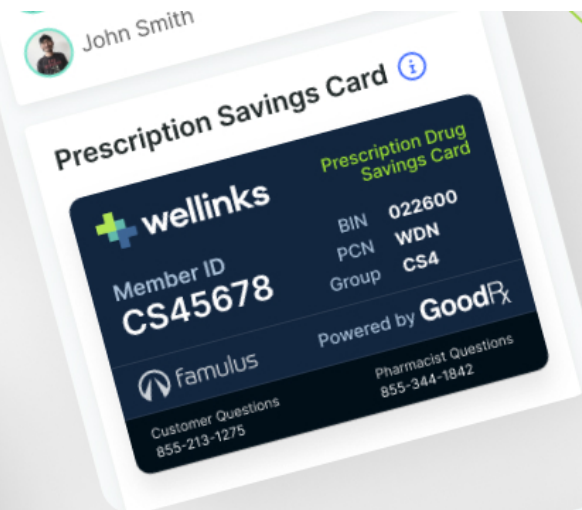 John Smith
Prescription Savings Card
wellinks
Prescription Drug
Savings Card
Member ID
CS45678
BIN 022600
PCN WDN
Group CS4
famulus
Powered by GoodRx
Customer Questions
855-213-1275
Pharmacist Questions
855-344-1842